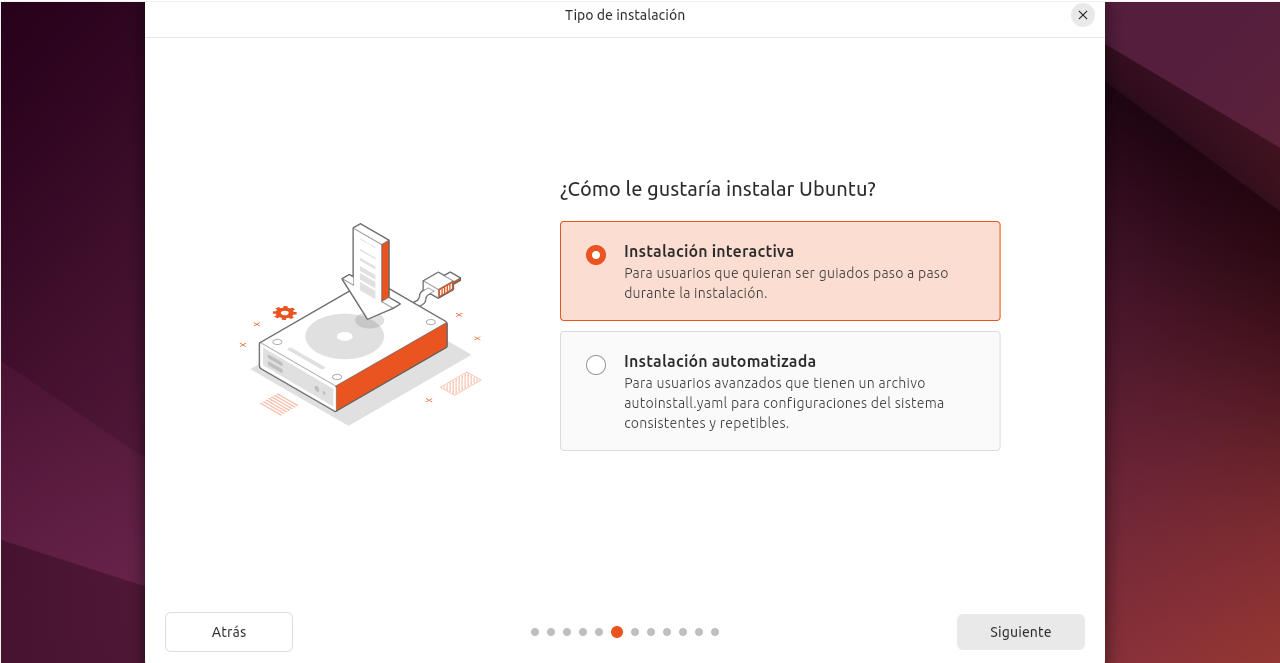 Tipo de instalación
¿Cómo le gustaría instalar Ubuntu?
Instalación interactiva
Para usuarios que quieran ser guiados paso a paso
durante la instalación.
Instalación automatizada
Para usuarios avanzados que tienen un archivo
autoinstall.yaml para configuraciones del sistema
consistentes y repetibles.
Atrás
Siguiente